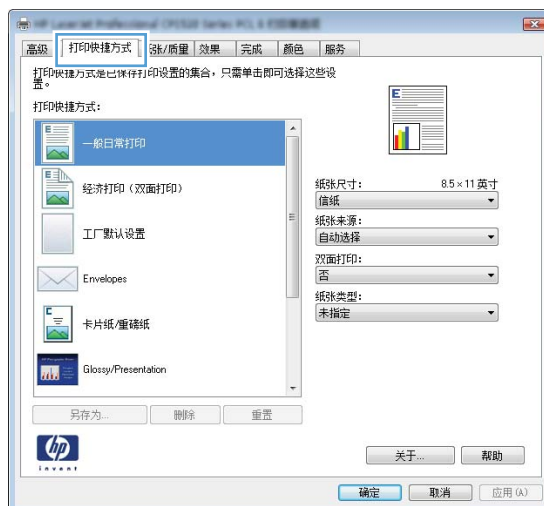 高级 打印快捷方式 纸张/质量 效果 完成 颜色 服务
打印快捷方式是已保存打印设置的集合，只需单击即可选择这些设
置。
打印快捷方式:
一般日常打印
经济打印（双面打印）
工厂默认设置
Envelopes
卡片纸/重磅纸
Glossy/Presentation
纸张尺寸: 8.5×11 英寸
信纸
纸张来源:
自动选择
双面打印:
否
纸张类型:
未指定
另存为... 删除 重置
hp
invent
关于... 帮助
确定 取消 应用(A)